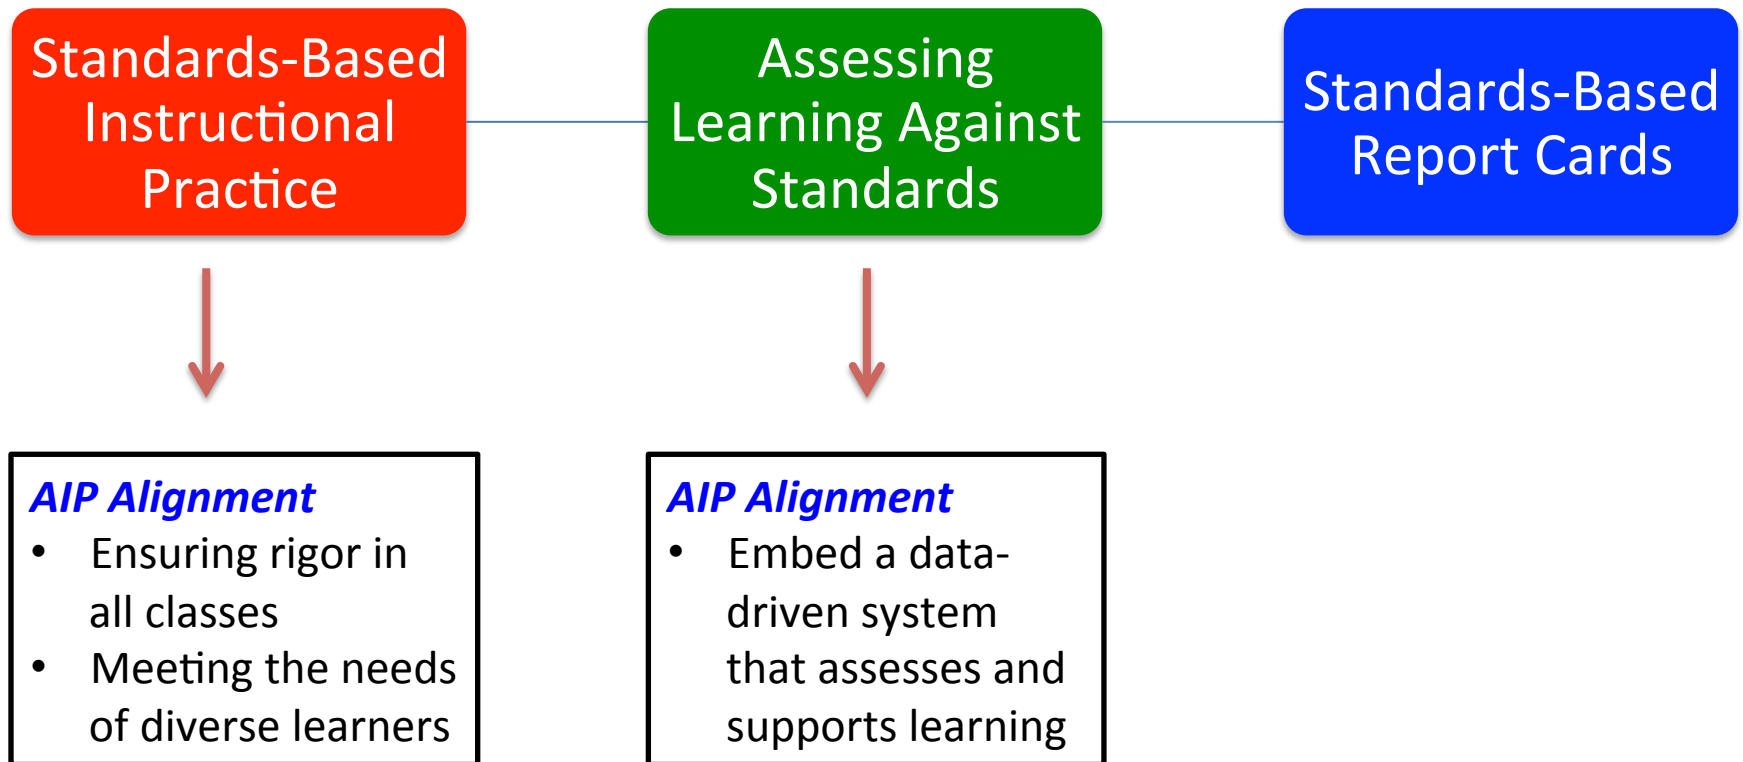 Standards-Based
Instructional
Practice
Assessing
Learning Against
Standards
Standards-Based
Report Cards
AIP Alignment
• Ensuring rigor in
all classes
• Meeting the needs
of diverse learners
AIP Alignment
• Embed a data-
driven system
that assesses and
supports learning